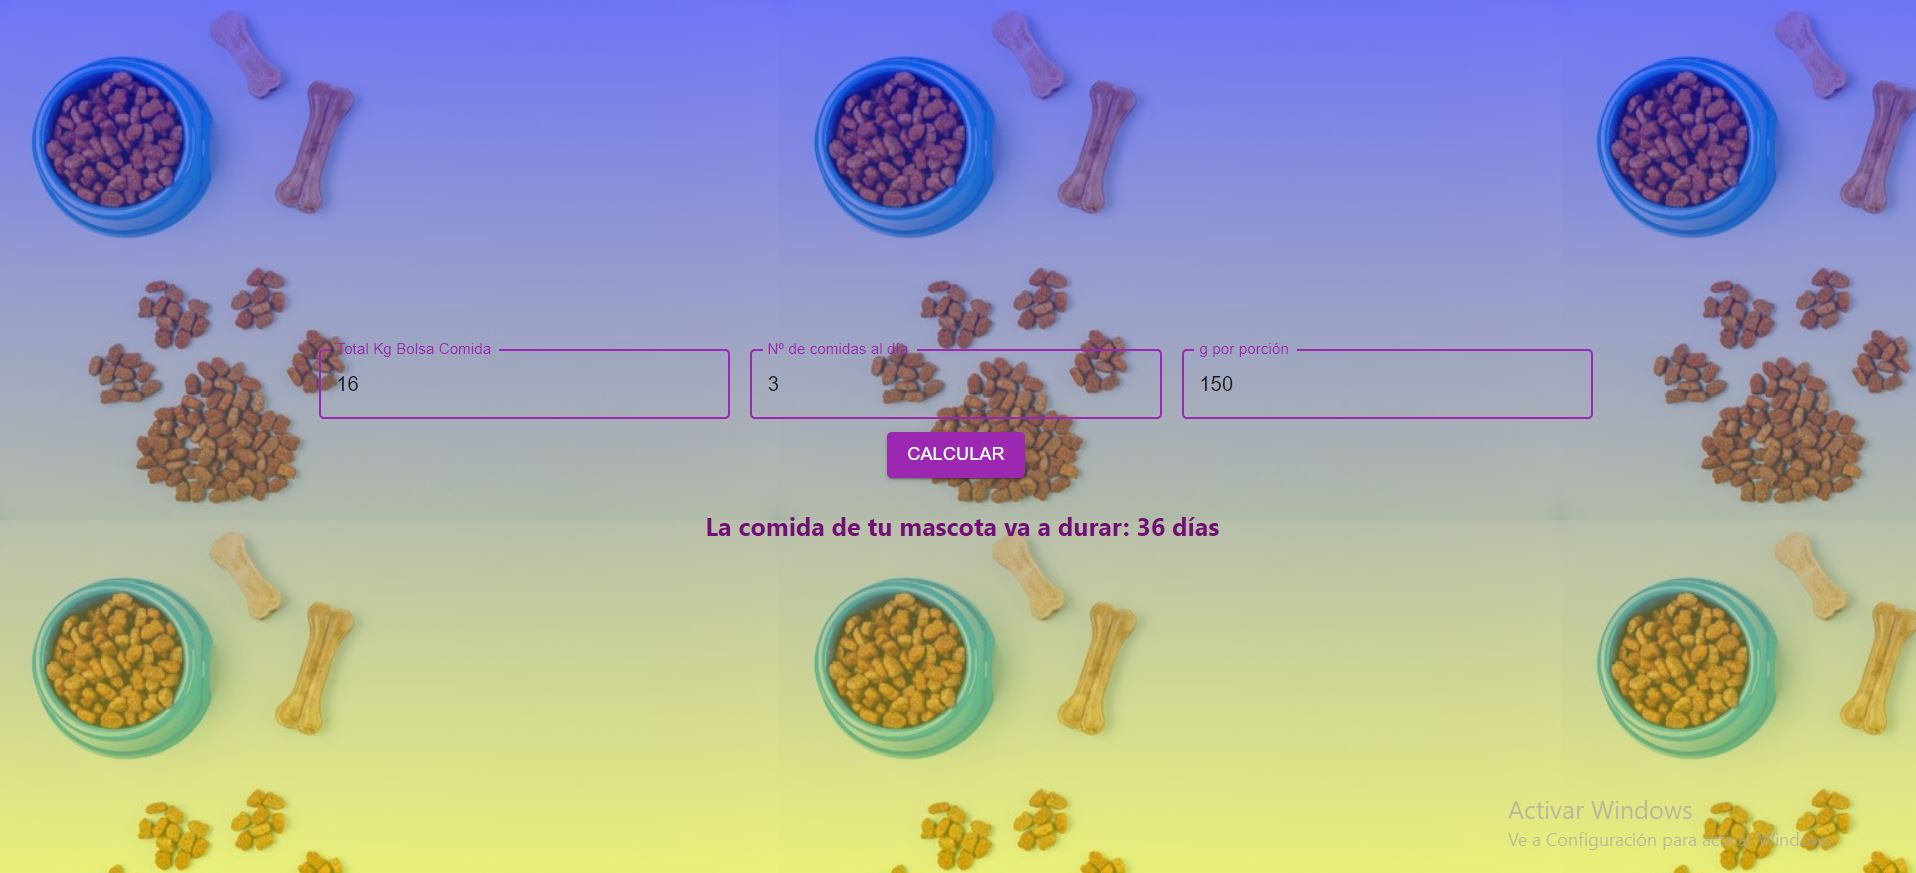 Total Kg Bolsa Comida
Nº de comidas al día
g por porción
16
3
150
CALCULAR
La comida de tu mascota va a durar: 36 días
Activar Windows
Ve a Configuración para activar Windows.